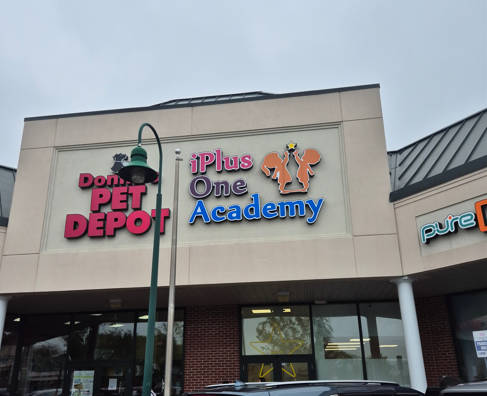 PET
DEPOT
iPlus
One
Academy
pure